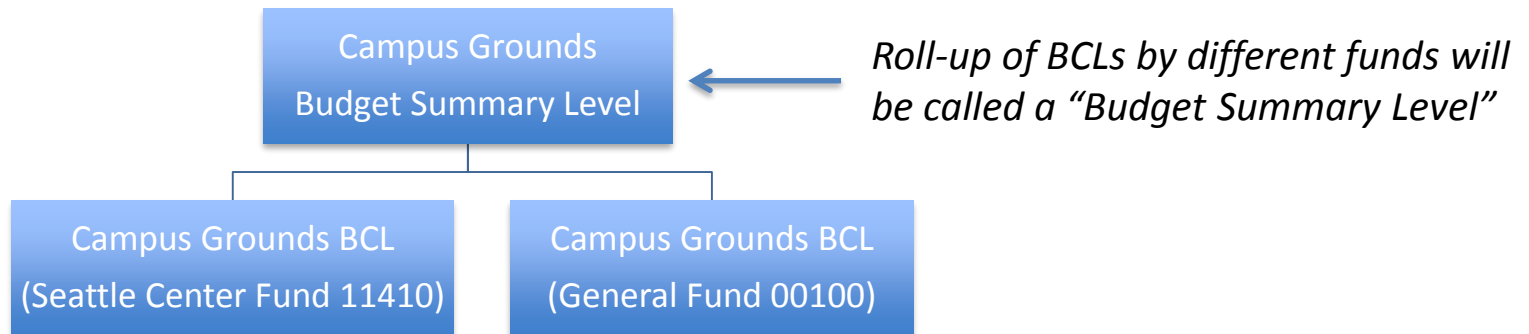 Campus Grounds
Budget Summary Level
Roll-up of BCLs by different funds will
be called a “Budget Summary Level”
Campus Grounds BCL
(Seattle Center Fund 11410)
Campus Grounds BCL
(General Fund 00100)